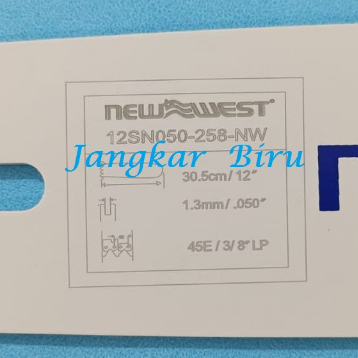 NEWWEST®
12SN050-258-NW
Jangkar Biru
30.5cm / 12"
1.3mm / .050"
45E / 3/ 8" LP